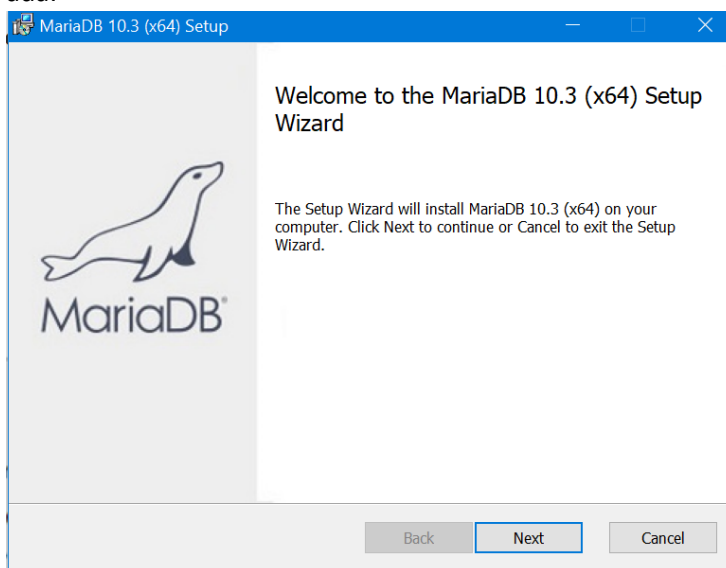 MariaDB 10.3 (x64) Setup
Welcome to the MariaDB 10.3 (x64) Setup
Wizard
The Setup Wizard will install MariaDB 10.3 (x64) on your
computer. Click Next to continue or Cancel to exit the Setup
Wizard.
MariaDB®
Back
Next
Cancel